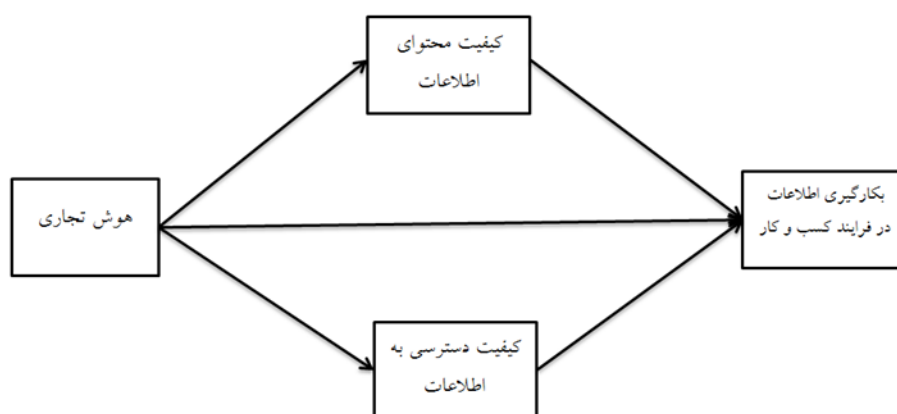 کیفیت محتوای
اطلاعات
هوش تجاری
بکارگیری اطلاعات
در فرایند کسب و کار
کیفیت دسترسی به
اطلاعات